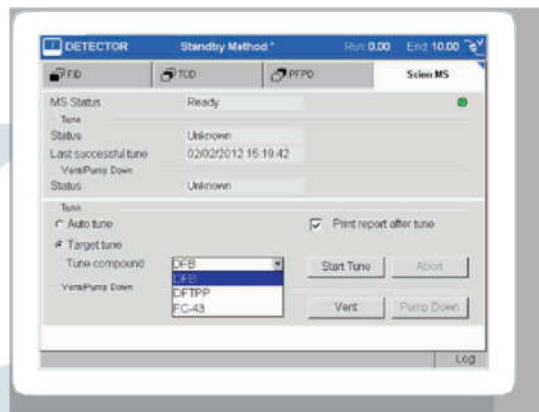 DETECTOR Standby Method * Run: 0.00 End: 10.00
FID TCD PFPD Scion MS
MS Status Ready
Tune
Status Unknown
Last successful tune 02/02/2012 15:19:42
Vent/Pump Down
Status Unknown
Tune
Auto tune Print report after tune
Target tune
Tune compound DFB Start Tune Abort
DFB
Vent/Pump Down DFTPP
FC-43 Vent Pump Down
Log